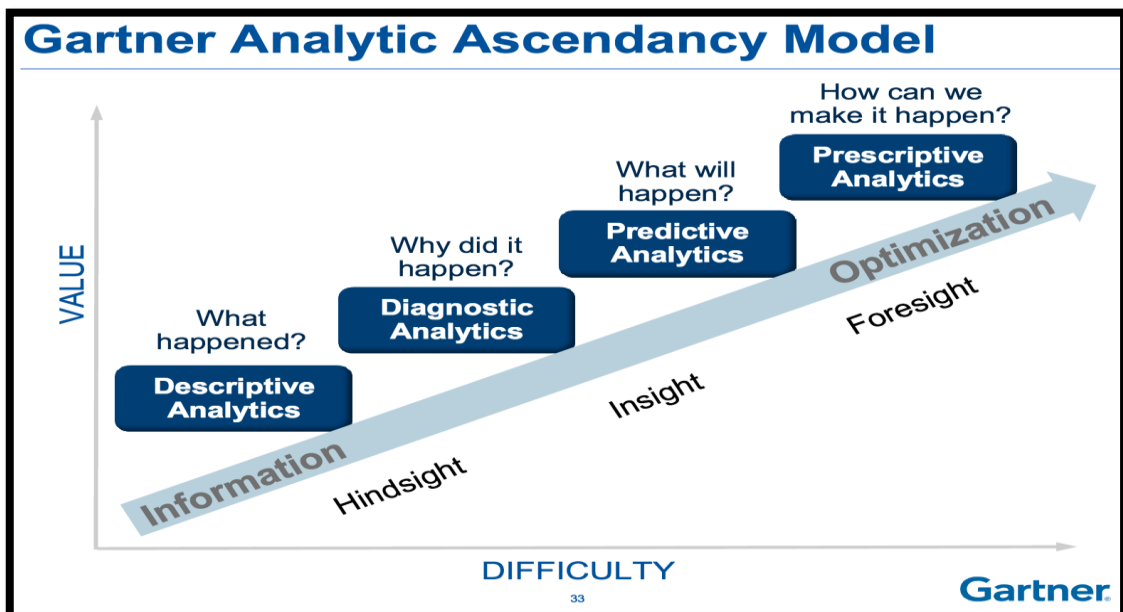 Gartner Analytic Ascendancy Model
How can we
make it happen?
Prescriptive
Analytics
What will
happen?
Predictive
Analytics
Why did it
happen?
Diagnostic
Analytics
What
happened?
Descriptive
Analytics
VALUE
Information
Optimization
Hindsight
Insight
Foresight
DIFFICULTY
33
Gartner®